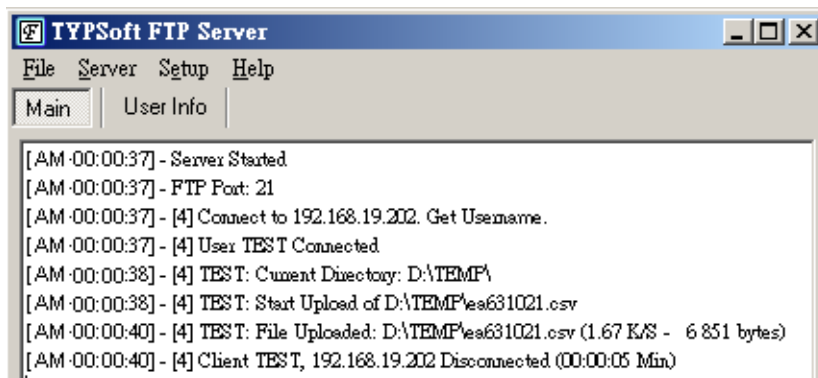 TYPSoft FTP Server
File Server Setup Help
Main User Info
[AM 00:00:37] - Server Started
[AM 00:00:37] - FTP Port: 21
[AM 00:00:37] - [4] Connect to 192.168.19.202. Get Username.
[AM 00:00:37] - [4] User TEST Connected
[AM 00:00:38] - [4] TEST: Current Directory: D:\TEMP\
[AM 00:00:38] - [4] TEST: Start Upload of D:\TEMP\ea631021.csv
[AM 00:00:40] - [4] TEST: File Uploaded: D:\TEMP\ea631021.csv (1.67 K/S - 6 851 bytes)
[AM 00:00:40] - [4] Client TEST, 192.168.19.202 Disconnected (00:00:05 Min)